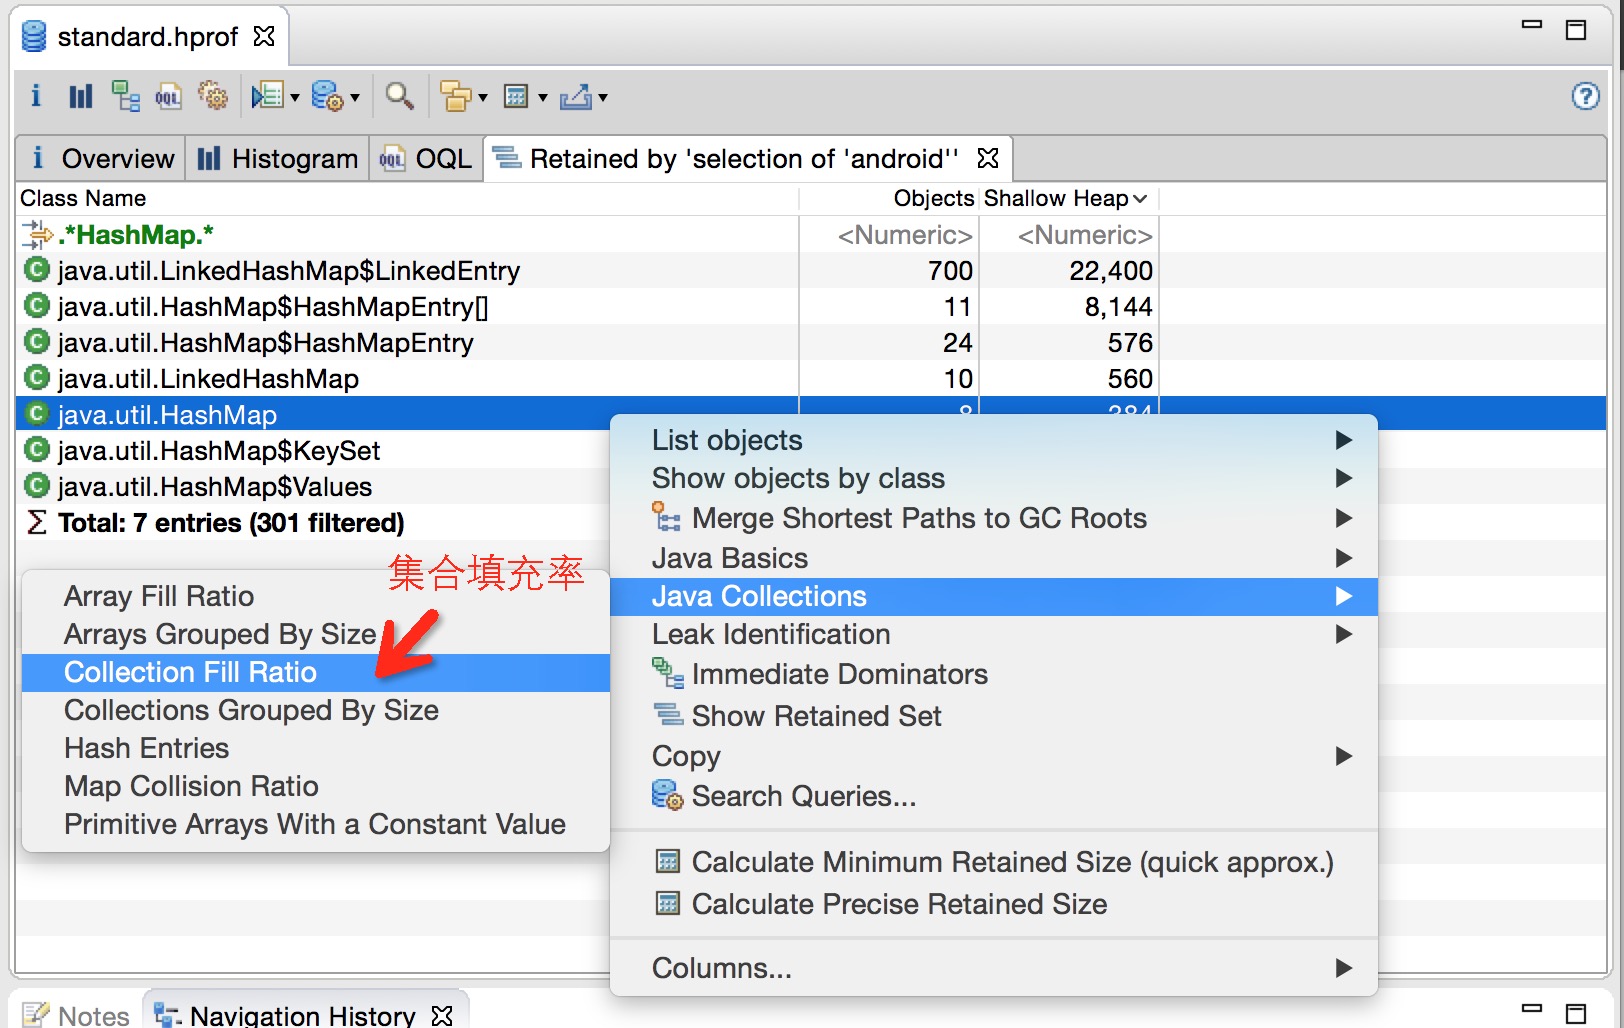 standard.hprof
i OQL
i Overview Histogram OQL OQL Retained by 'selection of 'android''
Class Name Objects Shallow Heap
.*HashMap.* <Numeric> <Numeric>
C java.util.LinkedHashMap$LinkedEntry 700 22,400
C java.util.HashMap$HashMapEntry[] 11 8,144
C java.util.HashMap$HashMapEntry 24 576
C java.util.LinkedHashMap 10 560
C java.util.HashMap 8 384
C java.util.HashMap$KeySet
C java.util.HashMap$Values
Σ Total: 7 entries (301 filtered)
集合填充率
Array Fill Ratio
Arrays Grouped By Size
Collection Fill Ratio
Collections Grouped By Size
Hash Entries
Map Collision Ratio
Primitive Arrays With a Constant Value
List objects
Show objects by class
Merge Shortest Paths to GC Roots
Java Basics
Java Collections
Leak Identification
Immediate Dominators
Show Retained Set
Copy
Search Queries...
Calculate Minimum Retained Size (quick approx.)
Calculate Precise Retained Size
Columns...
Notes Navigation History